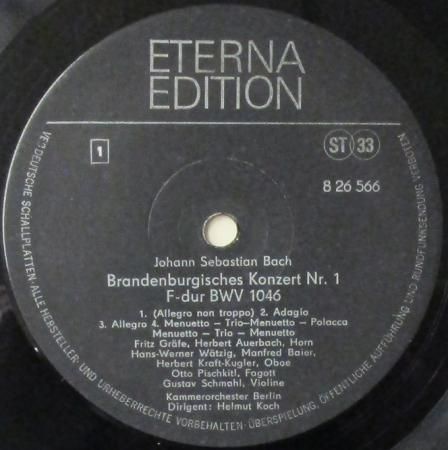 ETERNA
EDITION
1
ST 33
8 26 566
Johann Sebastian Bach
Brandenburgisches Konzert Nr. 1
F-dur BWV 1046
1. (Allegro non troppo) 2. Adagio
3. Allegro 4. Menuetto – Trio–Menuetto – Polacca
Menuetto – Trio – Menuetto
Fritz Gräfe, Herbert Auerbach, Horn
Hans-Werner Wätzig, Manfred Baier,
Herbert Kraft-Kugler, Oboe
Otto Pischkitl, Fagott
Gustav Schmahl, Violine
Kammerorchester Berlin
Dirigent: Helmut Koch
VEB DEUTSCHE SCHALLPLATTEN · ALLE HERSTELLER- UND URHEBERRECHTE VORBEHALTEN · ÜBERSPIELUNG, ÖFFENTLICHE AUFFÜHRUNG UND RUNDFUNKSENDUNG VERBOTEN